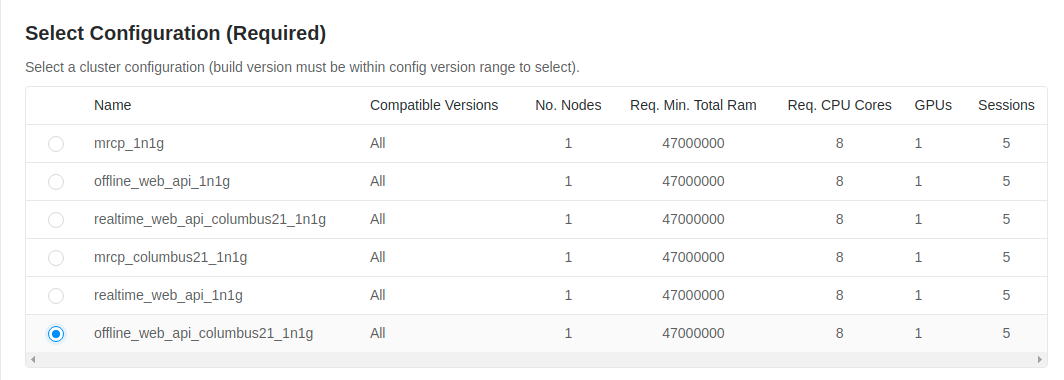 Select Configuration (Required)
Select a cluster configuration (build version must be within config version range to select).
Name Compatible Versions No. Nodes Req. Min. Total Ram Req. CPU Cores GPUs Sessions
mrcp_1n1g All 1 47000000 8 1 5
offline_web_api_1n1g All 1 47000000 8 1 5
realtime_web_api_columbus21_1n1g All 1 47000000 8 1 5
mrcp_columbus21_1n1g All 1 47000000 8 1 5
realtime_web_api_1n1g All 1 47000000 8 1 5
offline_web_api_columbus21_1n1g All 1 47000000 8 1 5